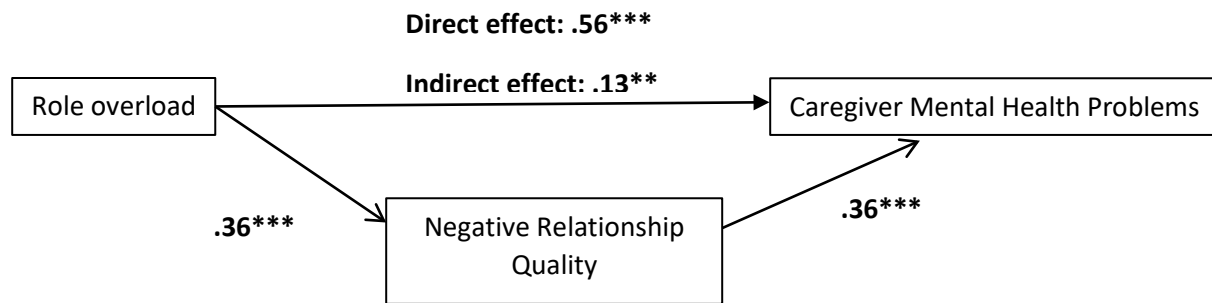 Direct effect: .56***
Indirect effect: .13**
Role overload
Caregiver Mental Health Problems
.36***
Negative Relationship
Quality
.36***